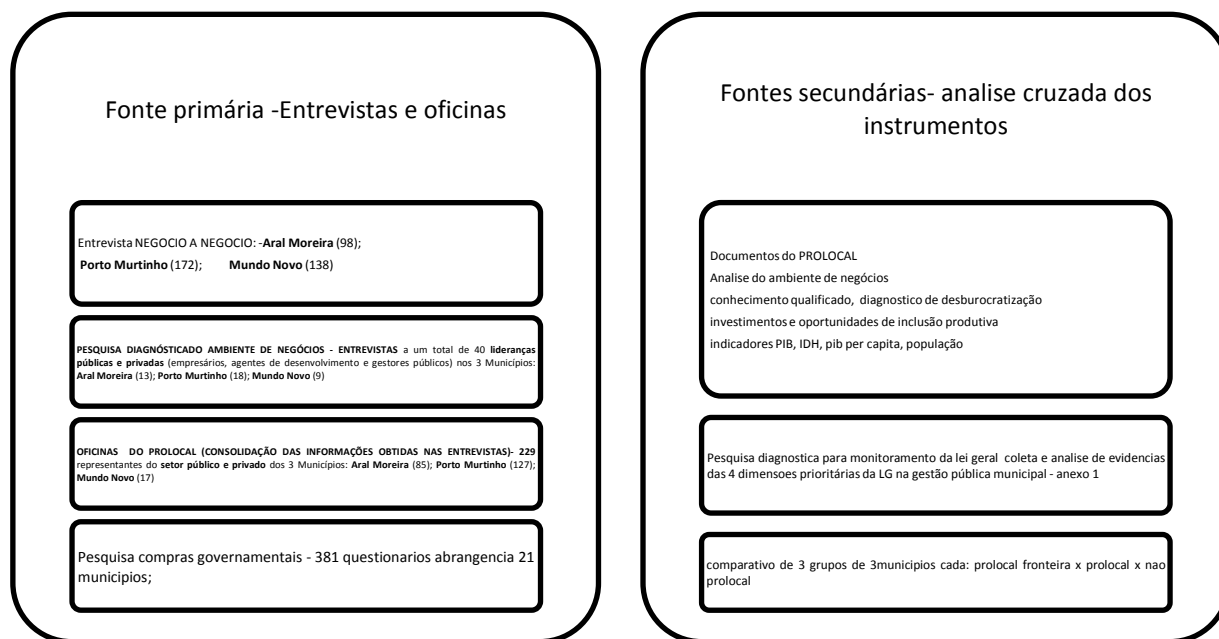 Fonte primária -Entrevistas e oficinas
Entrevista NEGOCIO A NEGOCIO: -Aral Moreira (98);
Porto Murtinho (172); Mundo Novo (138)
PESQUISA DIAGNÓSTICADO AMBIENTE DE NEGÓCIOS - ENTREVISTAS a um total de 40 lideranças
públicas e privadas (empresários, agentes de desenvolvimento e gestores públicos) nos 3 Municípios:
Aral Moreira (13); Porto Murtinho (18); Mundo Novo (9)
OFICINAS DO PROLOCAL (CONSOLIDAÇÃO DAS INFORMAÇÕES OBTIDAS NAS ENTREVISTAS)- 229
representantes do setor público e privado dos 3 Municípios: Aral Moreira (85); Porto Murtinho (127);
Mundo Novo (17)
Pesquisa compras governamentais - 381 questionarios abrangencia 21
municipios;
Fontes secundárias- analise cruzada dos
instrumentos
Documentos do PROLOCAL
Analise do ambiente de negócios
conhecimento qualificado, diagnostico de desburocratização
investimentos e oportunidades de inclusão produtiva
indicadores PIB, IDH, pib per capita, população
Pesquisa diagnostica para monitoramento da lei geral coleta e analise de evidencias
das 4 dimensoes prioritárias da LG na gestão pública municipal - anexo 1
comparativo de 3 grupos de 3municipios cada: prolocal fronteira x prolocal x nao
prolocal